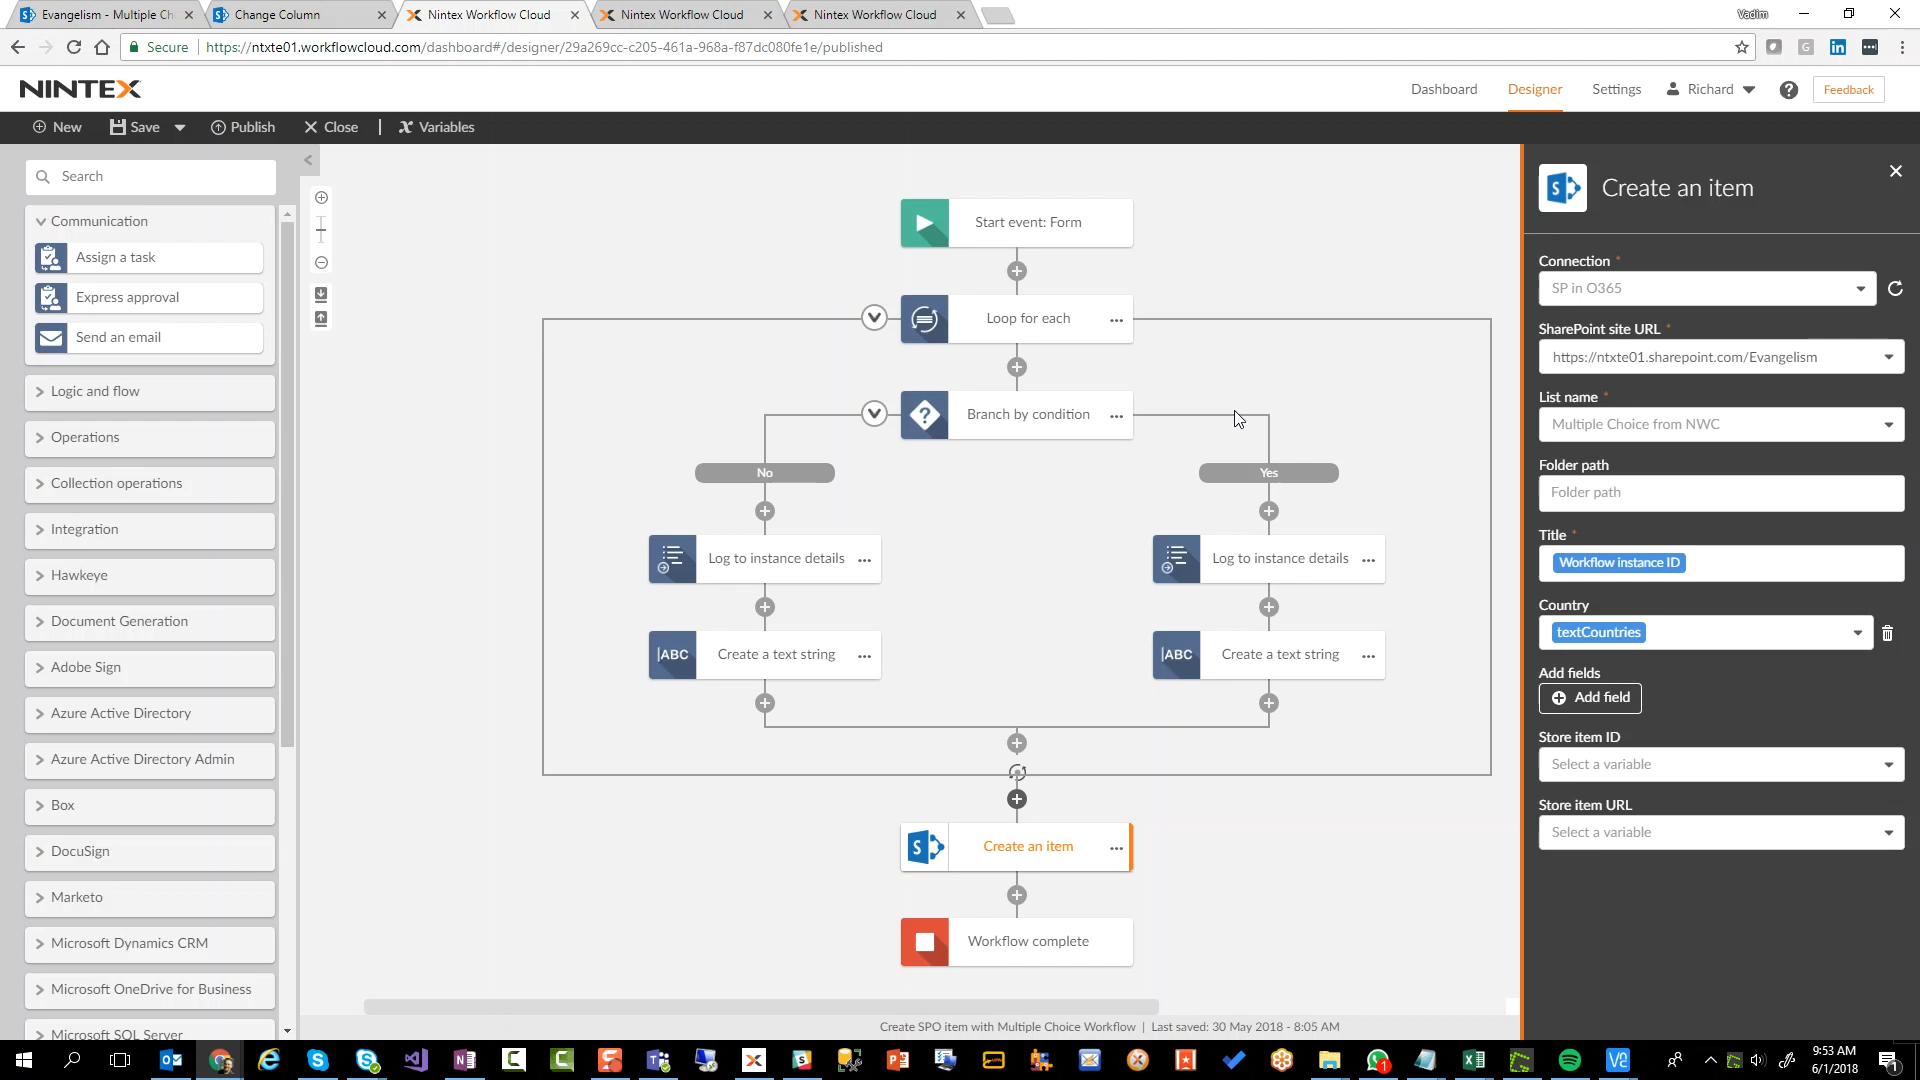 Evangelism - Multiple Ch
Change Column
Nintex Workflow Cloud
Nintex Workflow Cloud
Nintex Workflow Cloud
Vadim
Secure
https://ntxte01.workflowcloud.com/dashboard#/designer/29a269cc-c205-461a-968a-f87dc080fe1e/published
NINTEX
Dashboard
Designer
Settings
Richard
Feedback
New
Save
Publish
Close
Variables
Search
Communication
Assign a task
Express approval
Send an email
Logic and flow
Operations
Collection operations
Integration
Hawkeye
Document Generation
Adobe Sign
Azure Active Directory
Azure Active Directory Admin
Box
DocuSign
Marketo
Microsoft Dynamics CRM
Microsoft OneDrive for Business
Microsoft SQL Server
Start event: Form
Loop for each
Branch by condition
No
Yes
Log to instance details
Log to instance details
ABC
Create a text string
ABC
Create a text string
Create an item
Workflow complete
Create SPO item with Multiple Choice Workflow | Last saved: 30 May 2018 - 8:05 AM
Create an item
Connection *
SP in O365
SharePoint site URL *
https://ntxte01.sharepoint.com/Evangelism
List name *
Multiple Choice from NWC
Folder path
Folder path
Title *
Workflow instance ID
Country
textCountries
Add fields
Add field
Store item ID
Select a variable
Store item URL
Select a variable
9:53 AM
6/1/2018